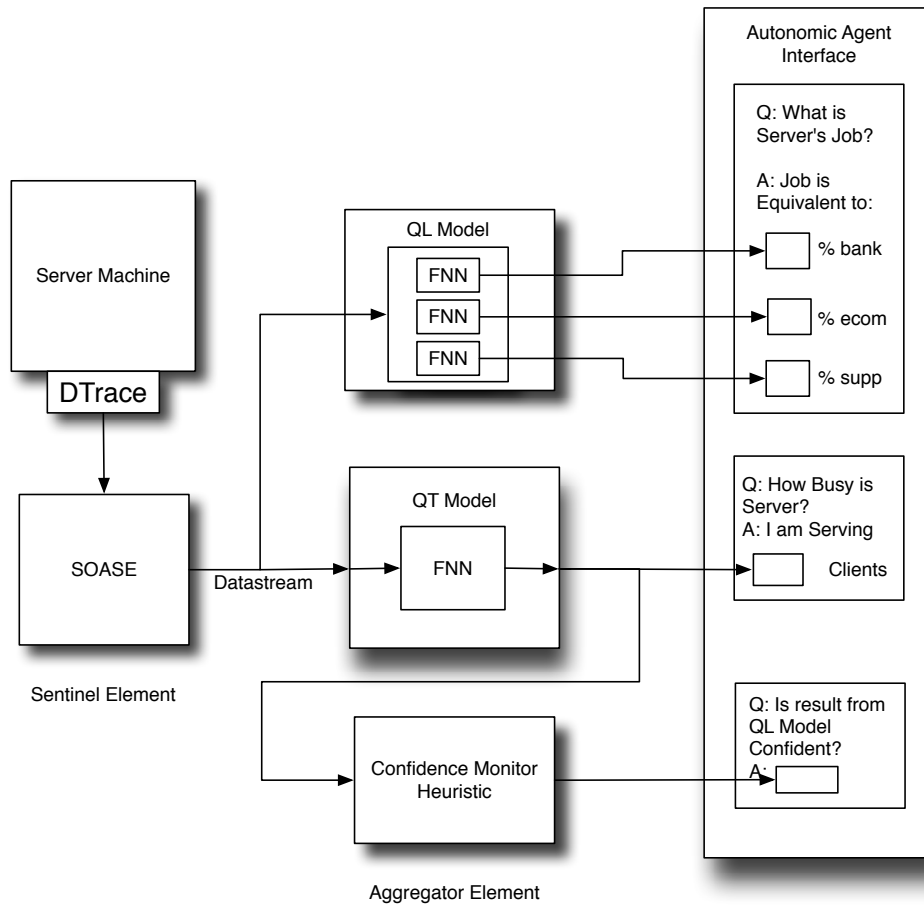 Autonomic Agent
Interface
Q: What is
Server's Job?
A: Job is
Equivalent to:
% bank
% ecom
% supp
Server Machine
DTrace
QL Model
FNN
FNN
FNN
SOASE
Datastream
Sentinel Element
QT Model
FNN
Q: How Busy is
Server?
A: I am Serving
Clients
Confidence Monitor
Heuristic
Aggregator Element
Q: Is result from
QL Model
Confident?
A: